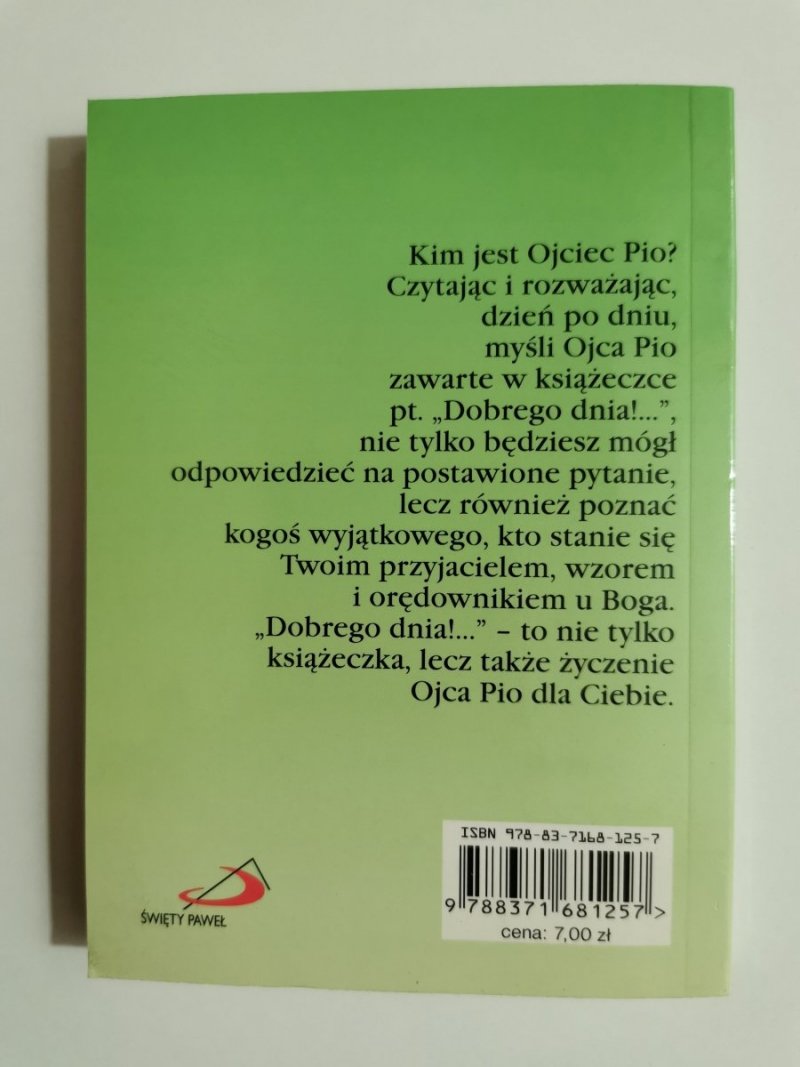 Kim jest Ojciec Pio?
Czytając i rozważając,
dzień po dniu,
myśli Ojca Pio
zawarte w książeczce
pt. „Dobrego dnia!...”,
nie tylko będziesz mógł
odpowiedzieć na postawione pytanie,
lecz również poznać
kogoś wyjątkowego, kto stanie się
Twoim przyjacielem, wzorem
i orędownikiem u Boga.
„Dobrego dnia!...” – to nie tylko
książeczka, lecz także życzenie
Ojca Pio dla Ciebie.
ISBN 978-83-7168-125-7
9 788371 681257 >
cena: 7,00 zł
ŚWIĘTY PAWEŁ